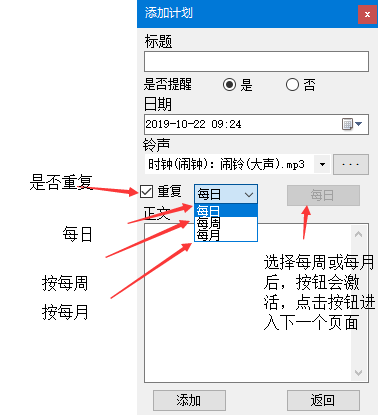 添加计划
x
标题
是否提醒 是 否
日期
2019-10-22 09:24
铃声
时钟(闹钟): 闹铃(大声).mp3 ...
是否重复 重复 每日 每日
正文 每日
每日 每周
每月
按每周
按每月
选择每周或每月
后，按钮会激
活，点击按钮进
入下一个页面
添加 返回